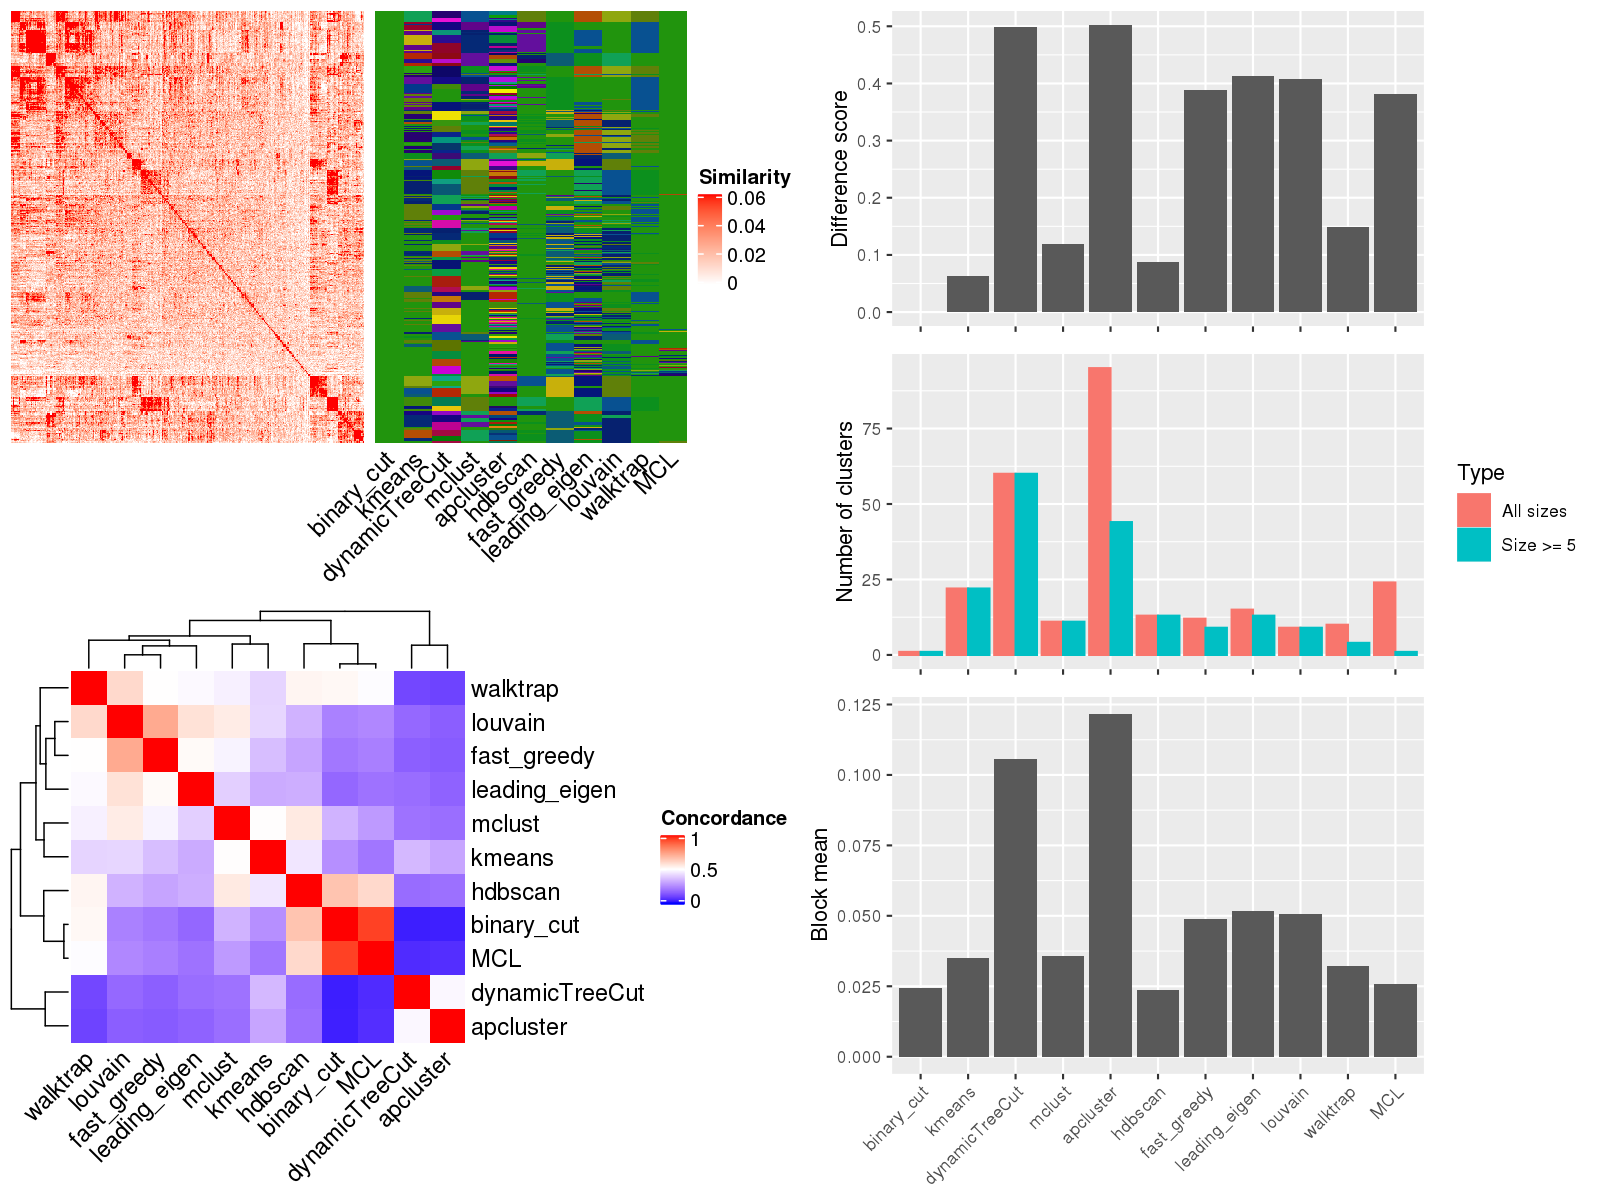 Similarity
0.06
0.04
0.02
0
binary_cut
kmeans
dynamicTreeCut
mclust
apcluster
hdbscan
fast_greedy
leading_eigen
louvain
walktrap
MCL
walktrap
louvain
fast_greedy
leading_eigen
mclust
kmeans
hdbscan
binary_cut
MCL
dynamicTreeCut
apcluster
walktrap
louvain
fast_greedy
leading_eigen
mclust
kmeans
hdbscan
binary_cut
MCL
dynamicTreeCut
apcluster
Concordance
1
0.5
0
Difference score
0.5
0.4
0.3
0.2
0.1
0.0
Number of clusters
75
50
25
0
Type
All sizes
Size >= 5
Block mean
0.125
0.100
0.075
0.050
0.025
0.000
binary_cut
kmeans
dynamicTreeCut
mclust
apcluster
hdbscan
fast_greedy
leading_eigen
louvain
walktrap
MCL